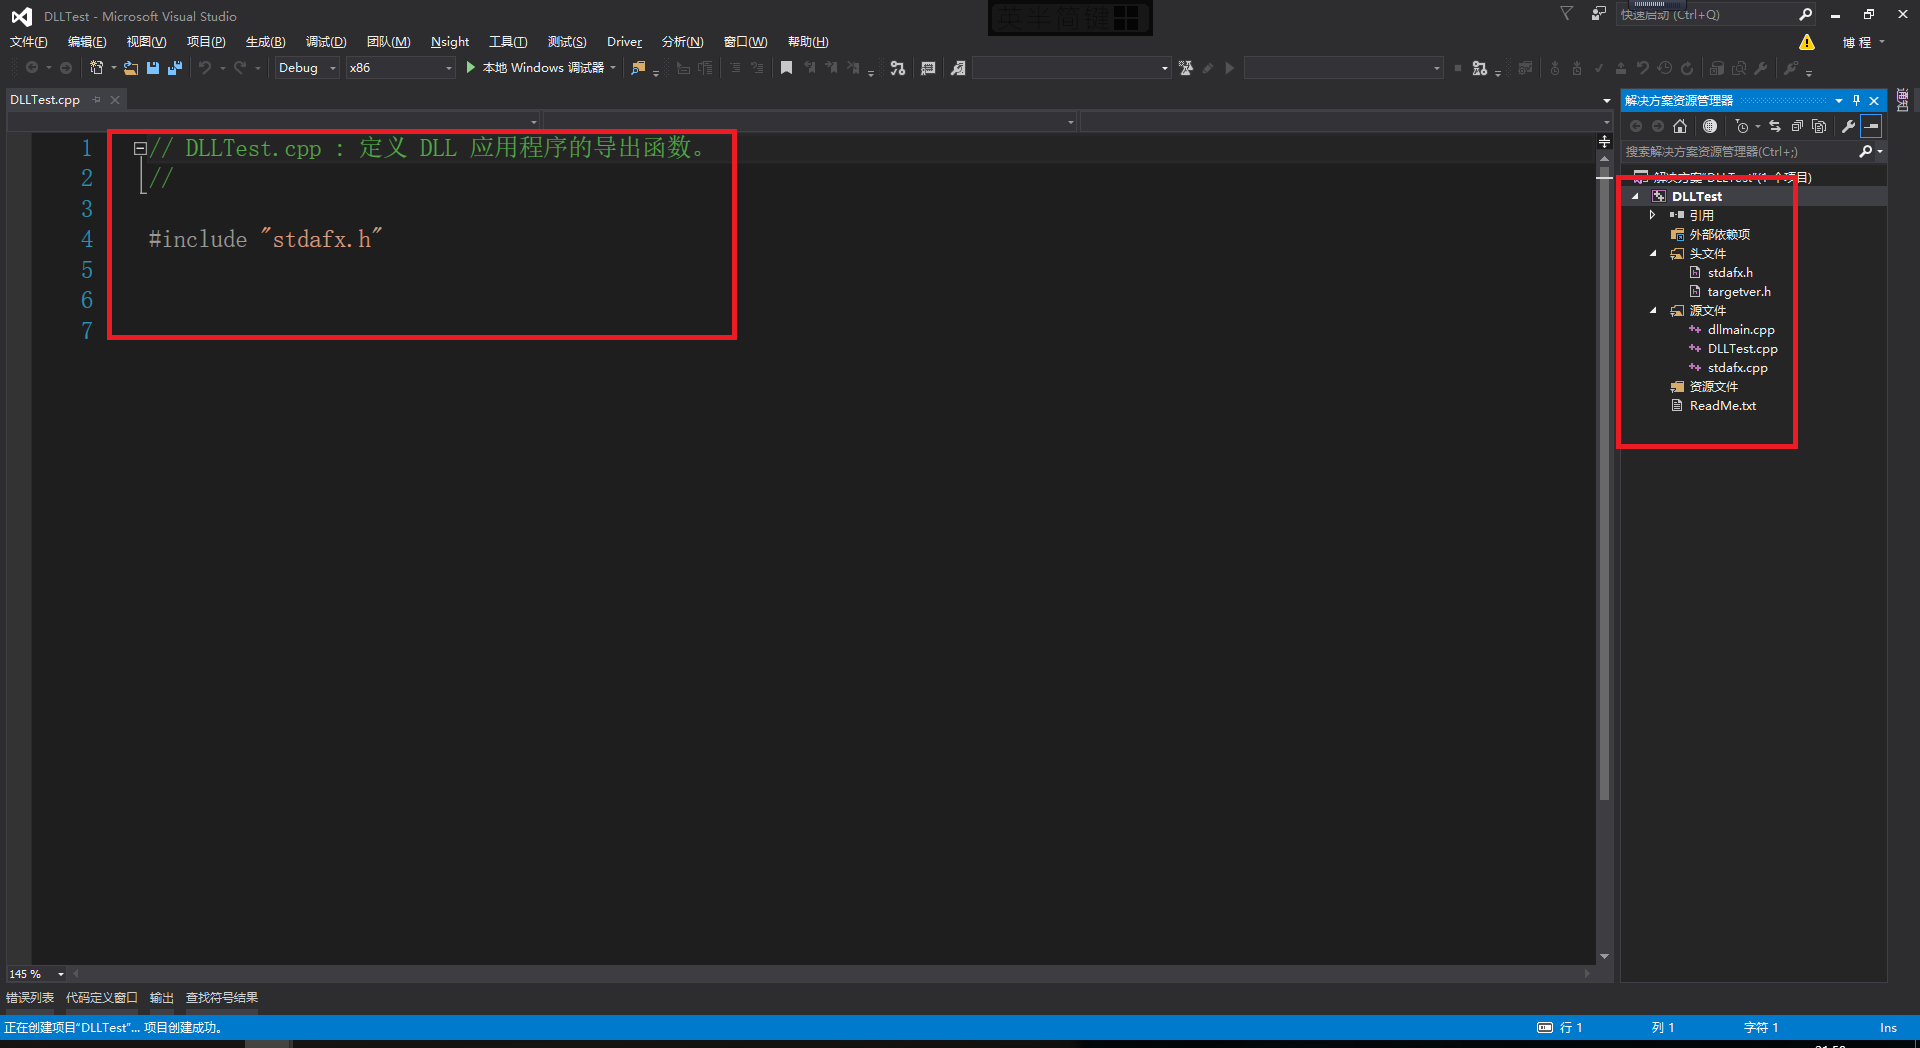 DLLTest - Microsoft Visual Studio
英半简键
快速启动 (Ctrl+Q)
文件(F) 编辑(E) 视图(V) 项目(P) 生成(B) 调试(D) 团队(M) Nsight 工具(T) 测试(S) Driver 分析(N) 窗口(W) 帮助(H)
博 程
Debug x86 本地 Windows 调试器
DLLTest.cpp
1 // DLLTest.cpp : 定义 DLL 应用程序的导出函数。
2 //
3
4 #include "stdafx.h"
5
6
7
解决方案资源管理器
通知
搜索解决方案资源管理器(Ctrl+;)
解决方案"DLLTest"(1 个项目)
DLLTest
引用
外部依赖项
头文件
stdafx.h
targetver.h
源文件
dllmain.cpp
DLLTest.cpp
stdafx.cpp
资源文件
ReadMe.txt
145 %
错误列表 代码定义窗口 输出 查找符号结果
正在创建项目"DLLTest"... 项目创建成功。
行 1 列 1 字符 1 Ins